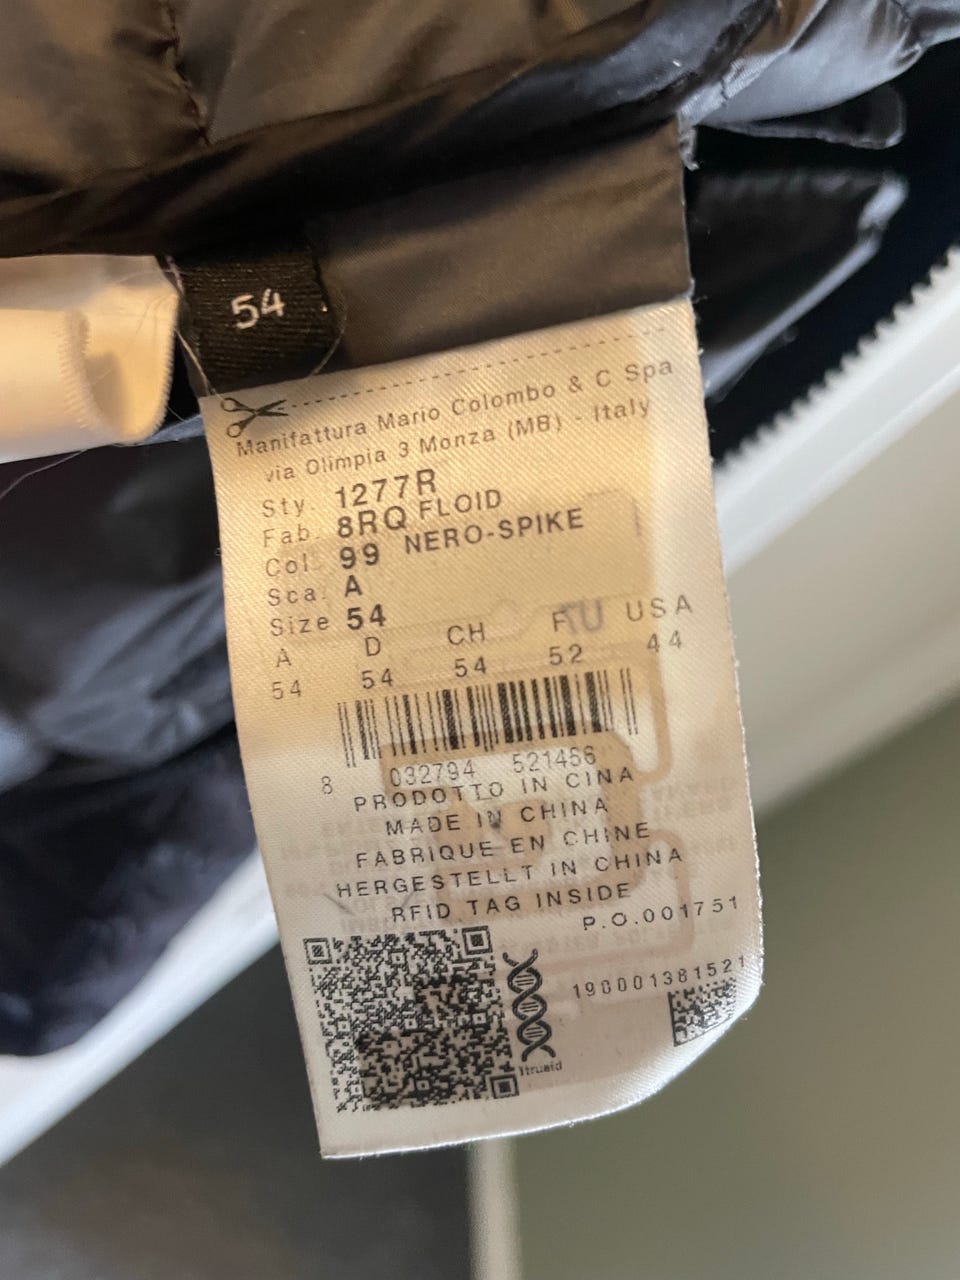 54
Manifattura Mario Colombo & C Spa
via Olimpia 3 Monza (MB) - Italy
Sty. 1277R
Fab. 8RQ FLOID
Col. 99 NERO-SPIKE
Sca. A
Size 54
A D CH RU USA
54 54 54 52 44
8 032794 521456
PRODOTTO IN CINA
MADE IN CHINA
FABRIQUE EN CHINE
HERGESTELLT IN CHINA
RFID TAG INSIDE
P.O.001751
190001381521
1trueid